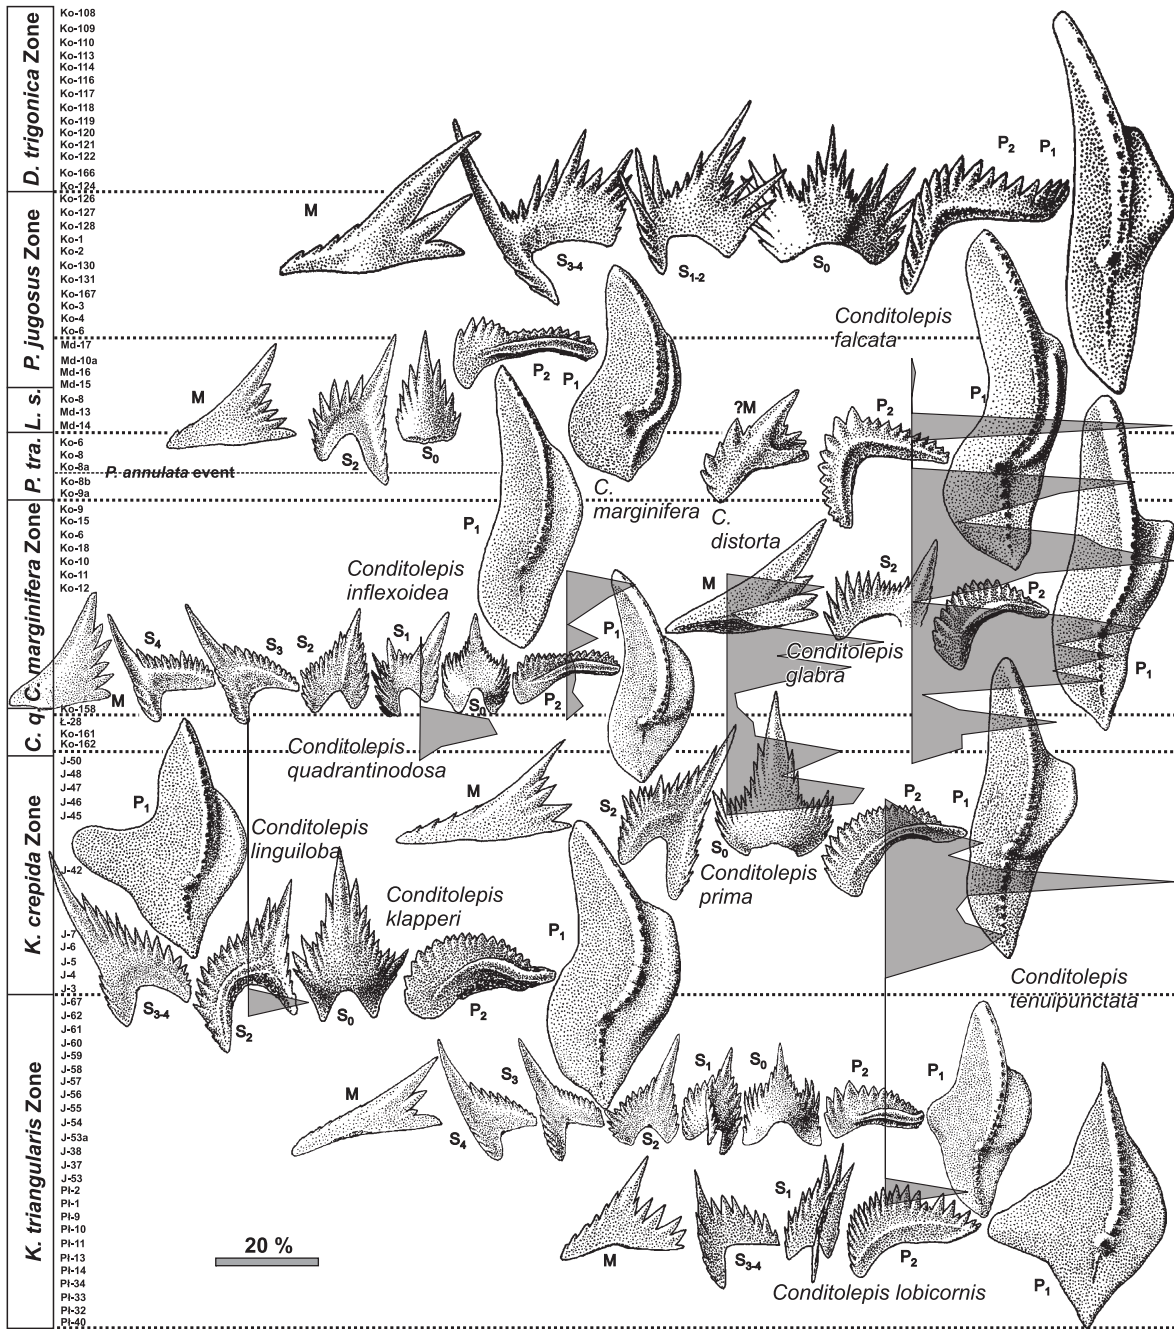 D. trigonica Zone
P. jugosus Zone
L. s.
P. tra.
C. marginifera Zone
C. q.
K. crepida Zone
K. triangularis Zone
Ko-108
Ko-109
Ko-110
Ko-113
Ko-114
Ko-116
Ko-117
Ko-118
Ko-119
Ko-120
Ko-121
Ko-122
Ko-166
Ko-124
Ko-126
Ko-127
Ko-128
Ko-1
Ko-2
Ko-130
Ko-131
Ko-167
Ko-3
Ko-4
Ko-6
Md-17
Md-10a
Md-16
Md-15
Ko-8
Md-13
Md-14
Ko-6
Ko-8
Ko-8a
P. annulata event
Ko-8b
Ko-9a
Ko-9
Ko-15
Ko-6
Ko-18
Ko-10
Ko-11
Ko-12
Ko-158
Ł-28
Ko-161
Ko-162
J-50
J-48
J-47
J-46
J-45
J-42
J-7
J-6
J-5
J-4
J-3
J-67
J-62
J-61
J-60
J-59
J-58
J-57
J-56
J-55
J-54
J-53a
J-38
J-37
J-53
Pl-2
Pl-1
Pl-9
Pl-10
Pl-11
Pl-13
Pl-14
Pl-34
Pl-33
Pl-32
Pl-40
M
S3-4
S1-2
S0
P2
P1
Conditolepis
falcata
M
S2
S0
P2
P1
C.
marginifera
?M
P2
P1
C.
distorta
P1
Conditolepis
inflexoidea
M
S2
P2
P1
Conditolepis
glabra
M
S4
S3
S2
S1
S0
P2
P1
Conditolepis
quadrantinodosa
P1
Conditolepis
linguiloba
M
S2
S0
P2
P1
Conditolepis
prima
S3-4
S2
S0
P2
P1
Conditolepis
klapperi
Conditolepis
tenuipunctata
M
S4
S3
S2
S1
S0
P2
P1
M
S3-4
S1
P2
P1
Conditolepis lobicornis
20 %